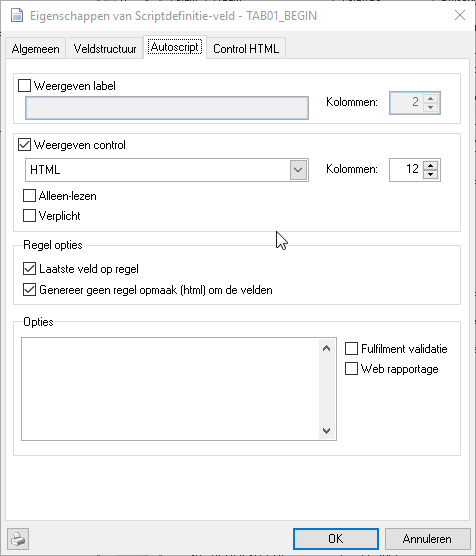 Eigenschappen van Scriptdefinitie-veld - TAB01_BEGIN
Algemeen Veldstructuur Autoscript Control HTML
Weergeven label
Kolommen: 2
Weergeven control
HTML Kolommen: 12
Alleen-lezen
Verplicht
Regel opties
Laatste veld op regel
Genereer geen regel opmaak (html) om de velden
Opties
Fulfilment validatie
Web rapportage
OK Annuleren